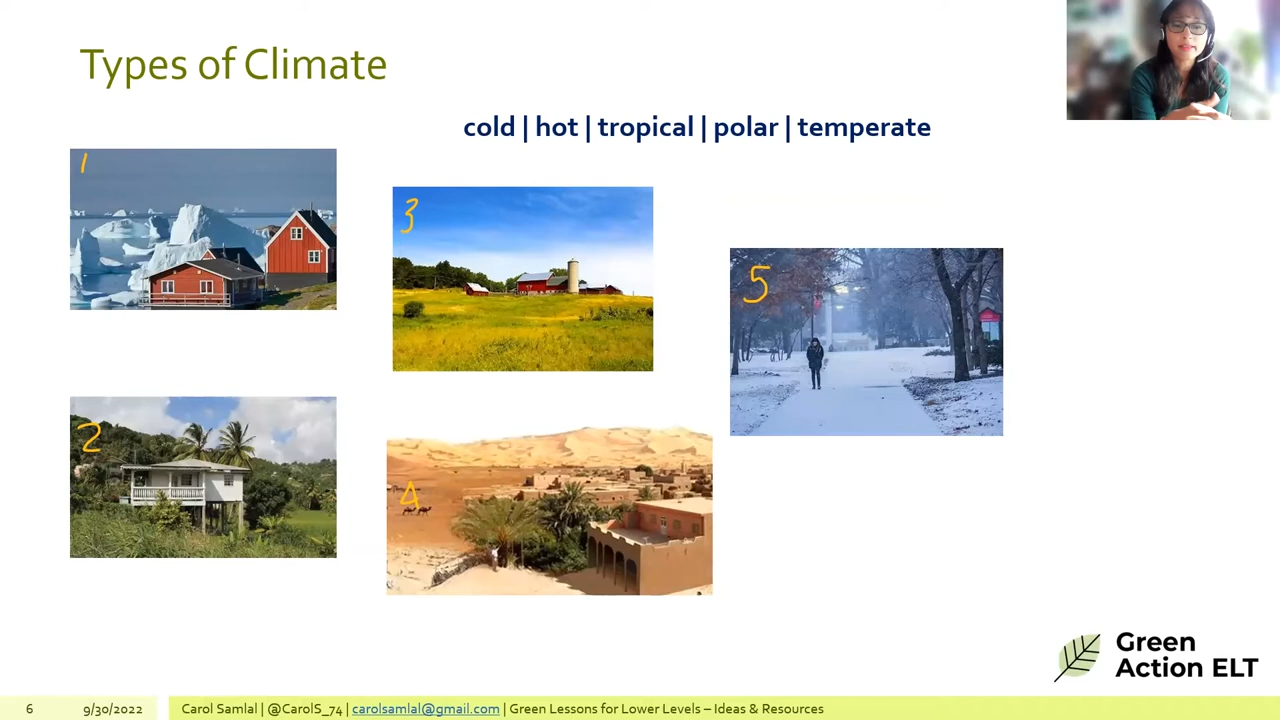 Types of Climate
cold | hot | tropical | polar | temperate
1
3
5
2
4
Green
Action ELT
6
9/30/2022
Carol Samlal | @CarolS_74 | carolsamlal@gmail.com | Green Lessons for Lower Levels – Ideas & Resources